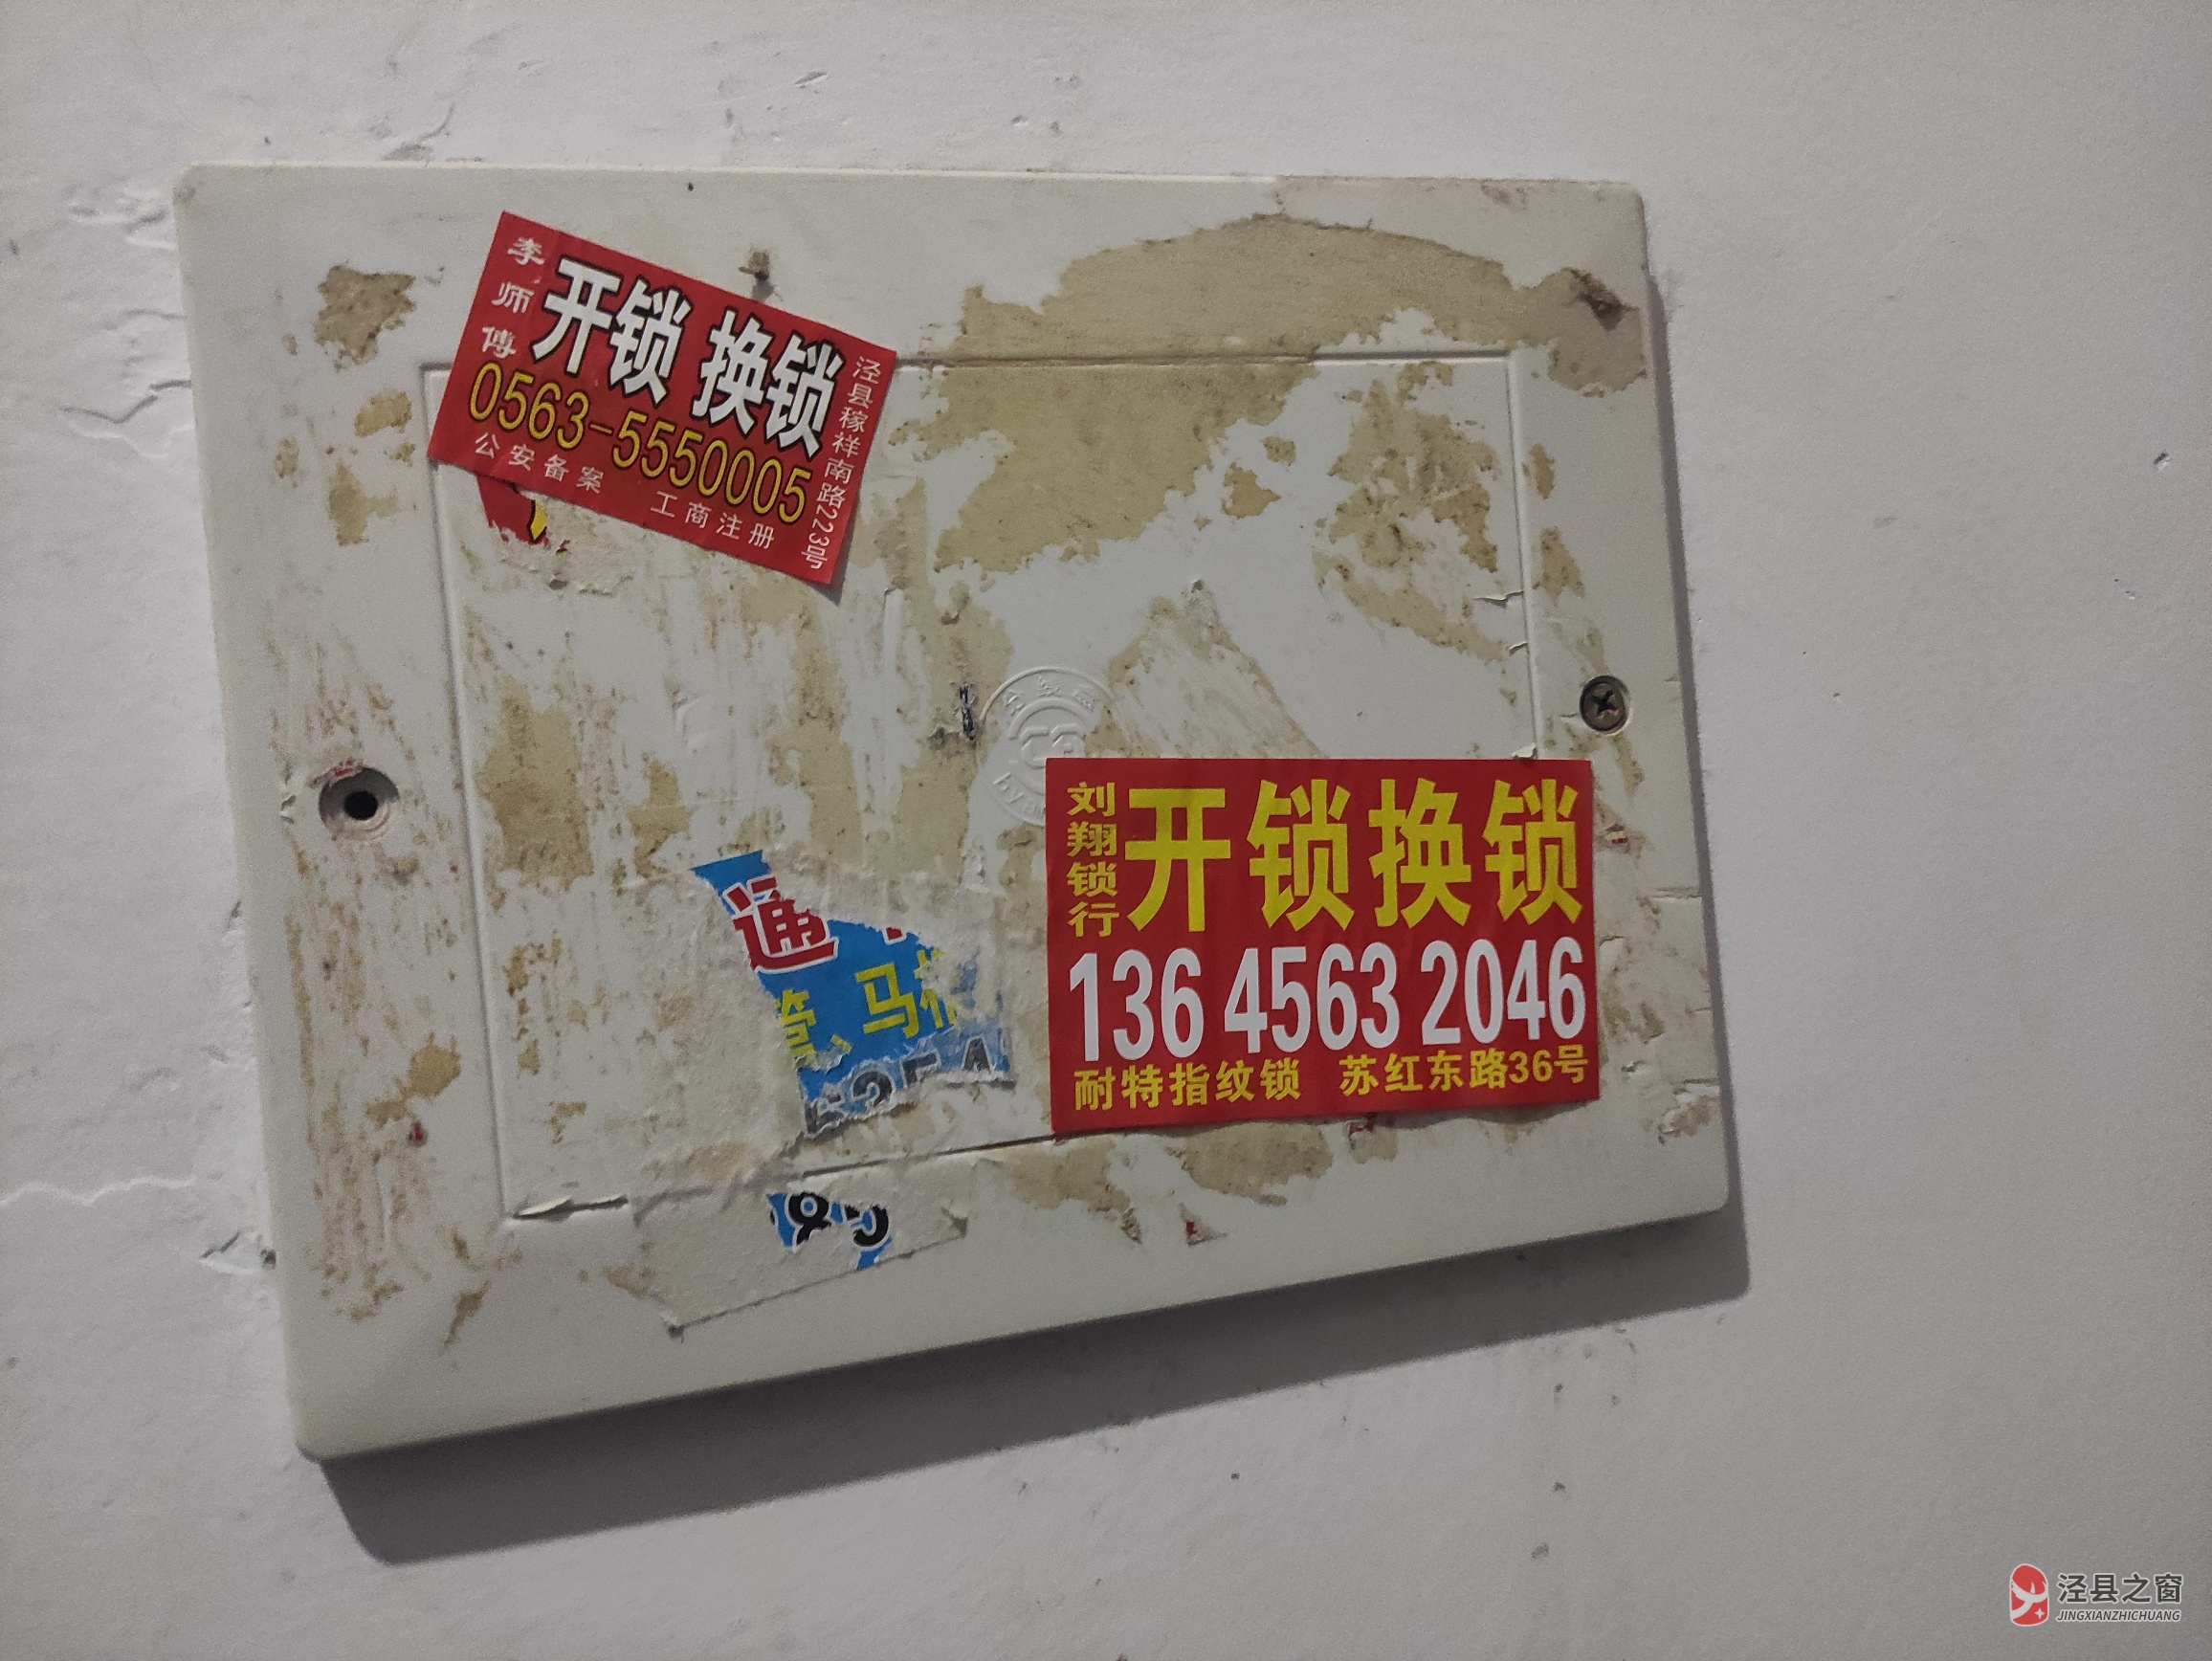 李师傅
开锁 换锁
0563-5550005
公安备案 工商注册
泾县稼祥南路223号
通
管、马
刘翔锁行
开锁换锁
136 4563 2046
耐特指纹锁 苏红东路36号
泾县之窗
JINGXIANZHICHUANG